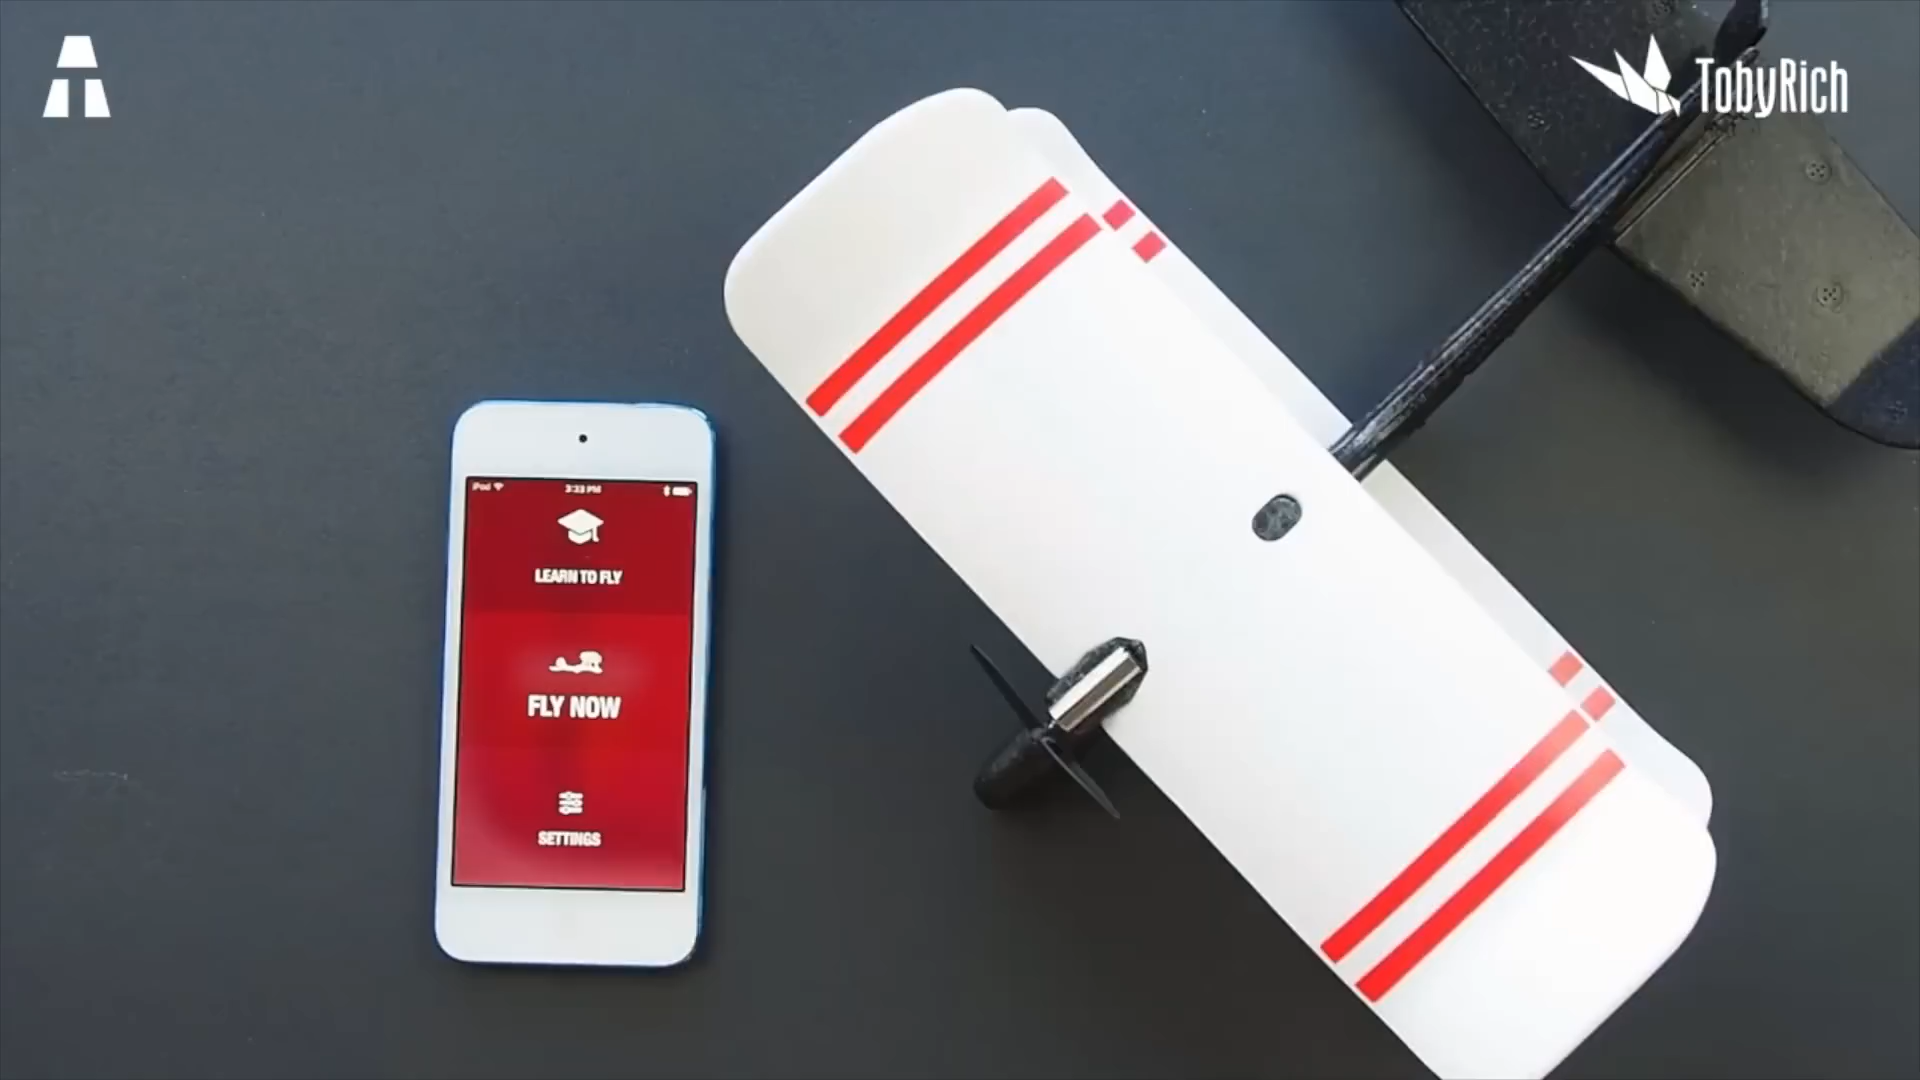 TobyRich
iPod 3:33 PM
LEARN TO FLY
FLY NOW
SETTINGS